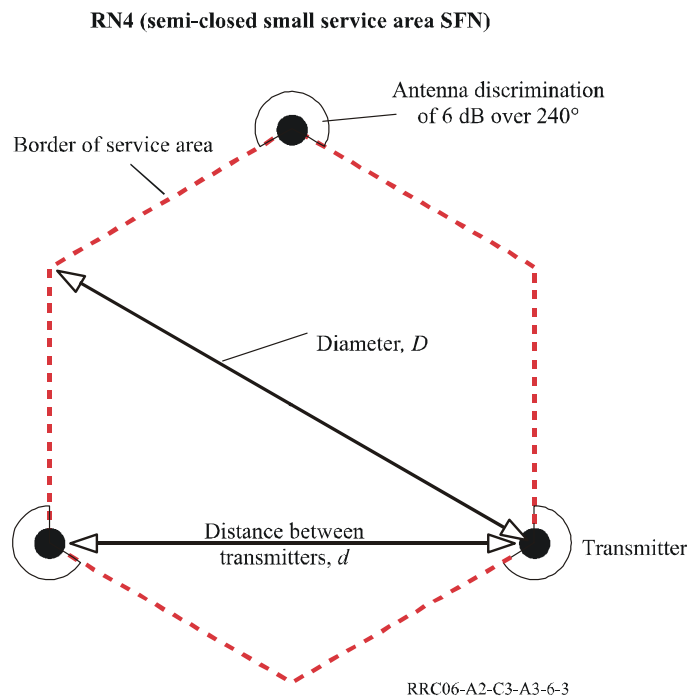 RN4 (semi-closed small service area SFN)
Antenna discrimination
of 6 dB over 240°
Border of service area
Diameter, D
Distance between
transmitters, d
Transmitter
RRC06-A2-C3-A3-6-3